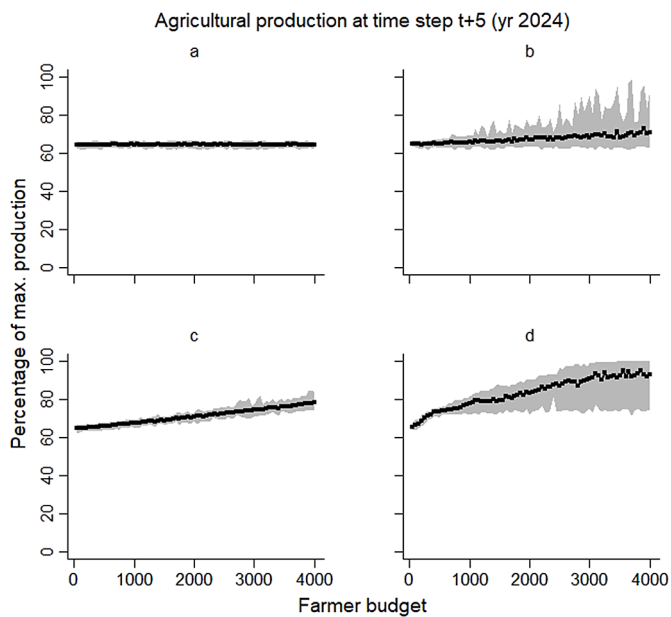 Agricultural production at time step t+5 (yr 2024)
a
b
100
80
60
40
20
0
c
d
100
80
60
40
20
0
0 1000 2000 3000 4000
0 1000 2000 3000 4000
Percentage of max. production
Farmer budget